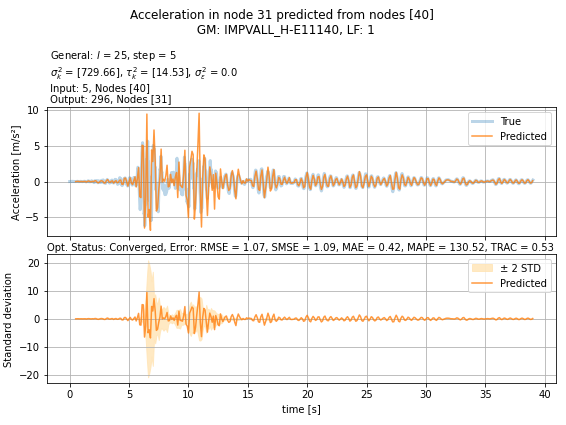 Acceleration in node 31 predicted from nodes [40]
GM: IMPVALL_H-E11140, LF: 1
General: l = 25, step = 5
σ²ₖ = [729.66], τ²ₖ = [14.53], σ²ε = 0.0
Input: 5, Nodes [40]
Output: 296, Nodes [31]
Acceleration [m/s²]
10
5
0
−5
True
Predicted
Opt. Status: Converged, Error: RMSE = 1.07, SMSE = 1.09, MAE = 0.42, MAPE = 130.52, TRAC = 0.53
Standard deviation
20
10
0
−10
−20
± 2 STD
Predicted
0 5 10 15 20 25 30 35 40
time [s]